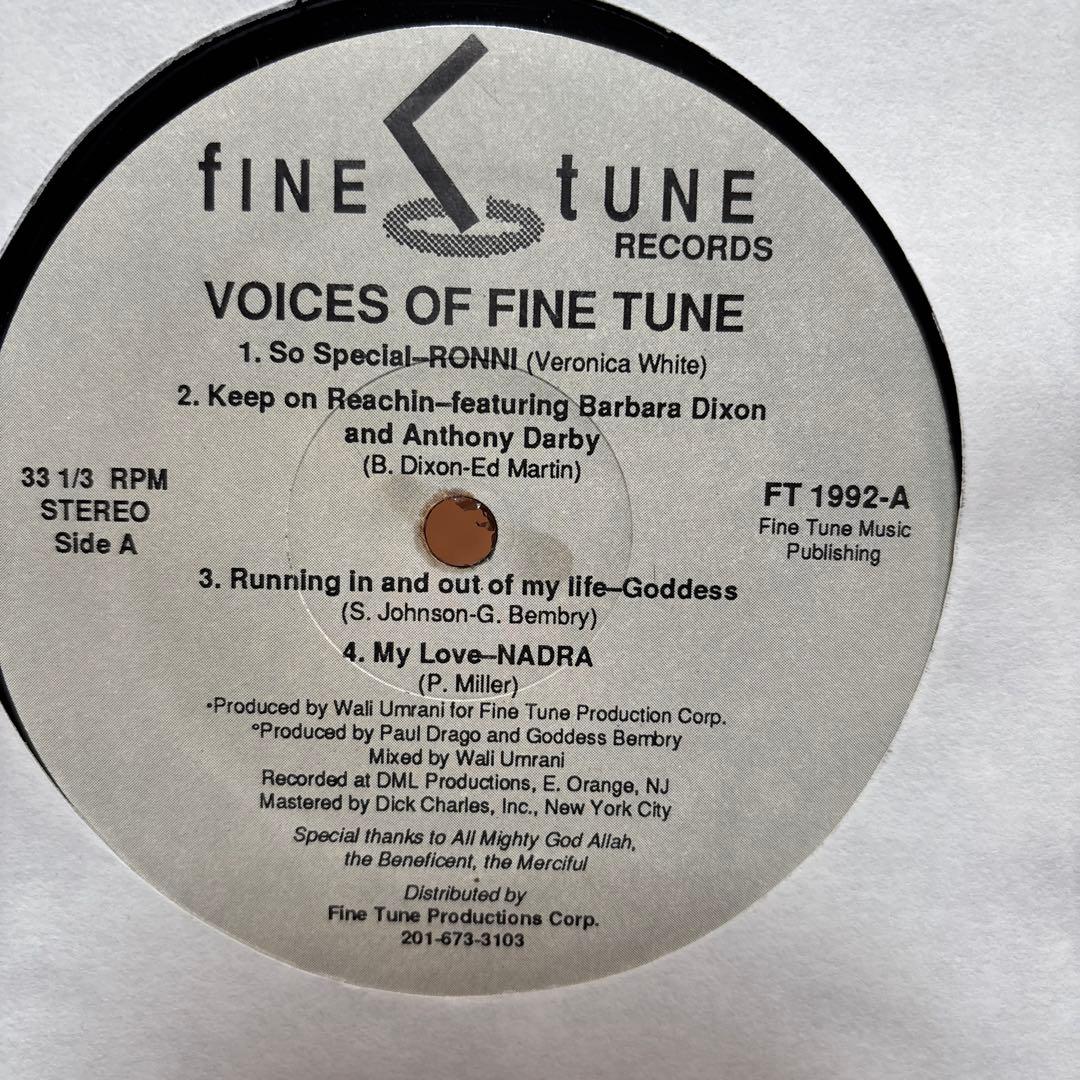 fINE tUNE
RECORDS
VOICES OF FINE TUNE
1. So Special–RONNI (Veronica White)
2. Keep on Reachin–featuring Barbara Dixon
and Anthony Darby
(B. Dixon-Ed Martin)
33 1/3 RPM
STEREO
Side A
FT 1992-A
Fine Tune Music
Publishing
3. Running in and out of my life–Goddess
(S. Johnson-G. Bembry)
4. My Love–NADRA
(P. Miller)
•Produced by Wali Umrani for Fine Tune Production Corp.
°Produced by Paul Drago and Goddess Bembry
Mixed by Wali Umrani
Recorded at DML Productions, E. Orange, NJ
Mastered by Dick Charles, Inc., New York City
Special thanks to All Mighty God Allah,
the Beneficent, the Merciful
Distributed by
Fine Tune Productions Corp.
201-673-3103